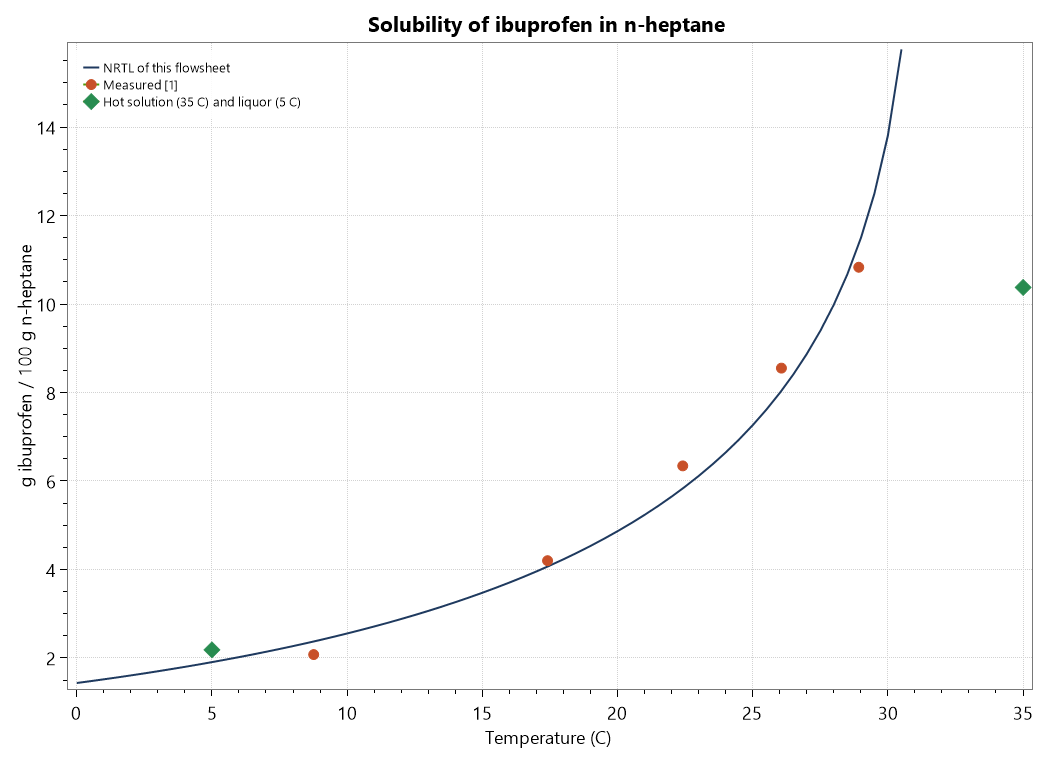 Solubility of ibuprofen in n-heptane
NRTL of this flowsheet
Measured [1]
Hot solution (35 C) and liquor (5 C)
g ibuprofen / 100 g n-heptane
14
12
10
8
6
4
2
0 5 10 15 20 25 30 35
Temperature (C)